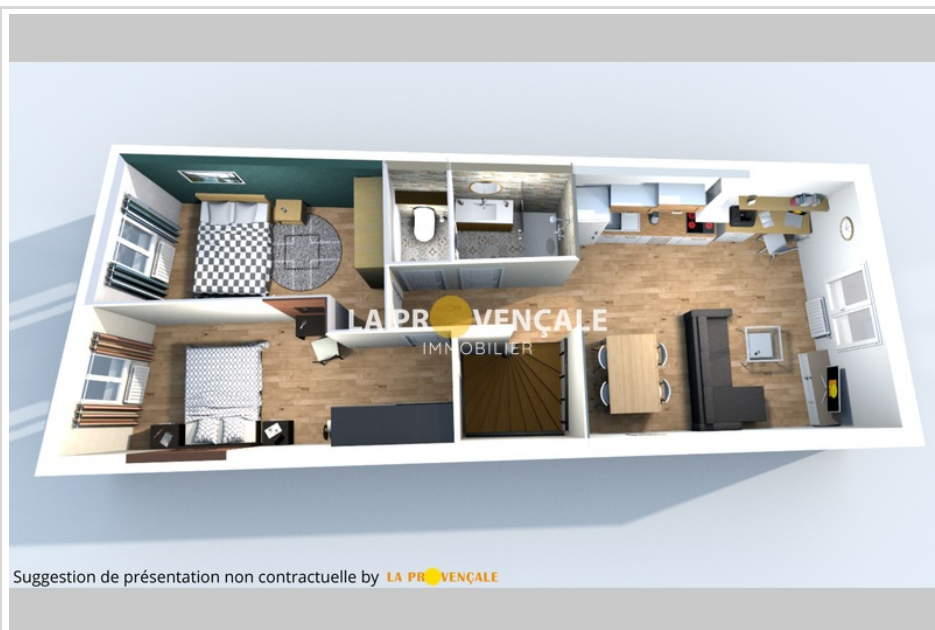 LA PROVENÇALE
IMMOBILIER
Suggestion de présentation non contractuelle by LA PROVENÇALE